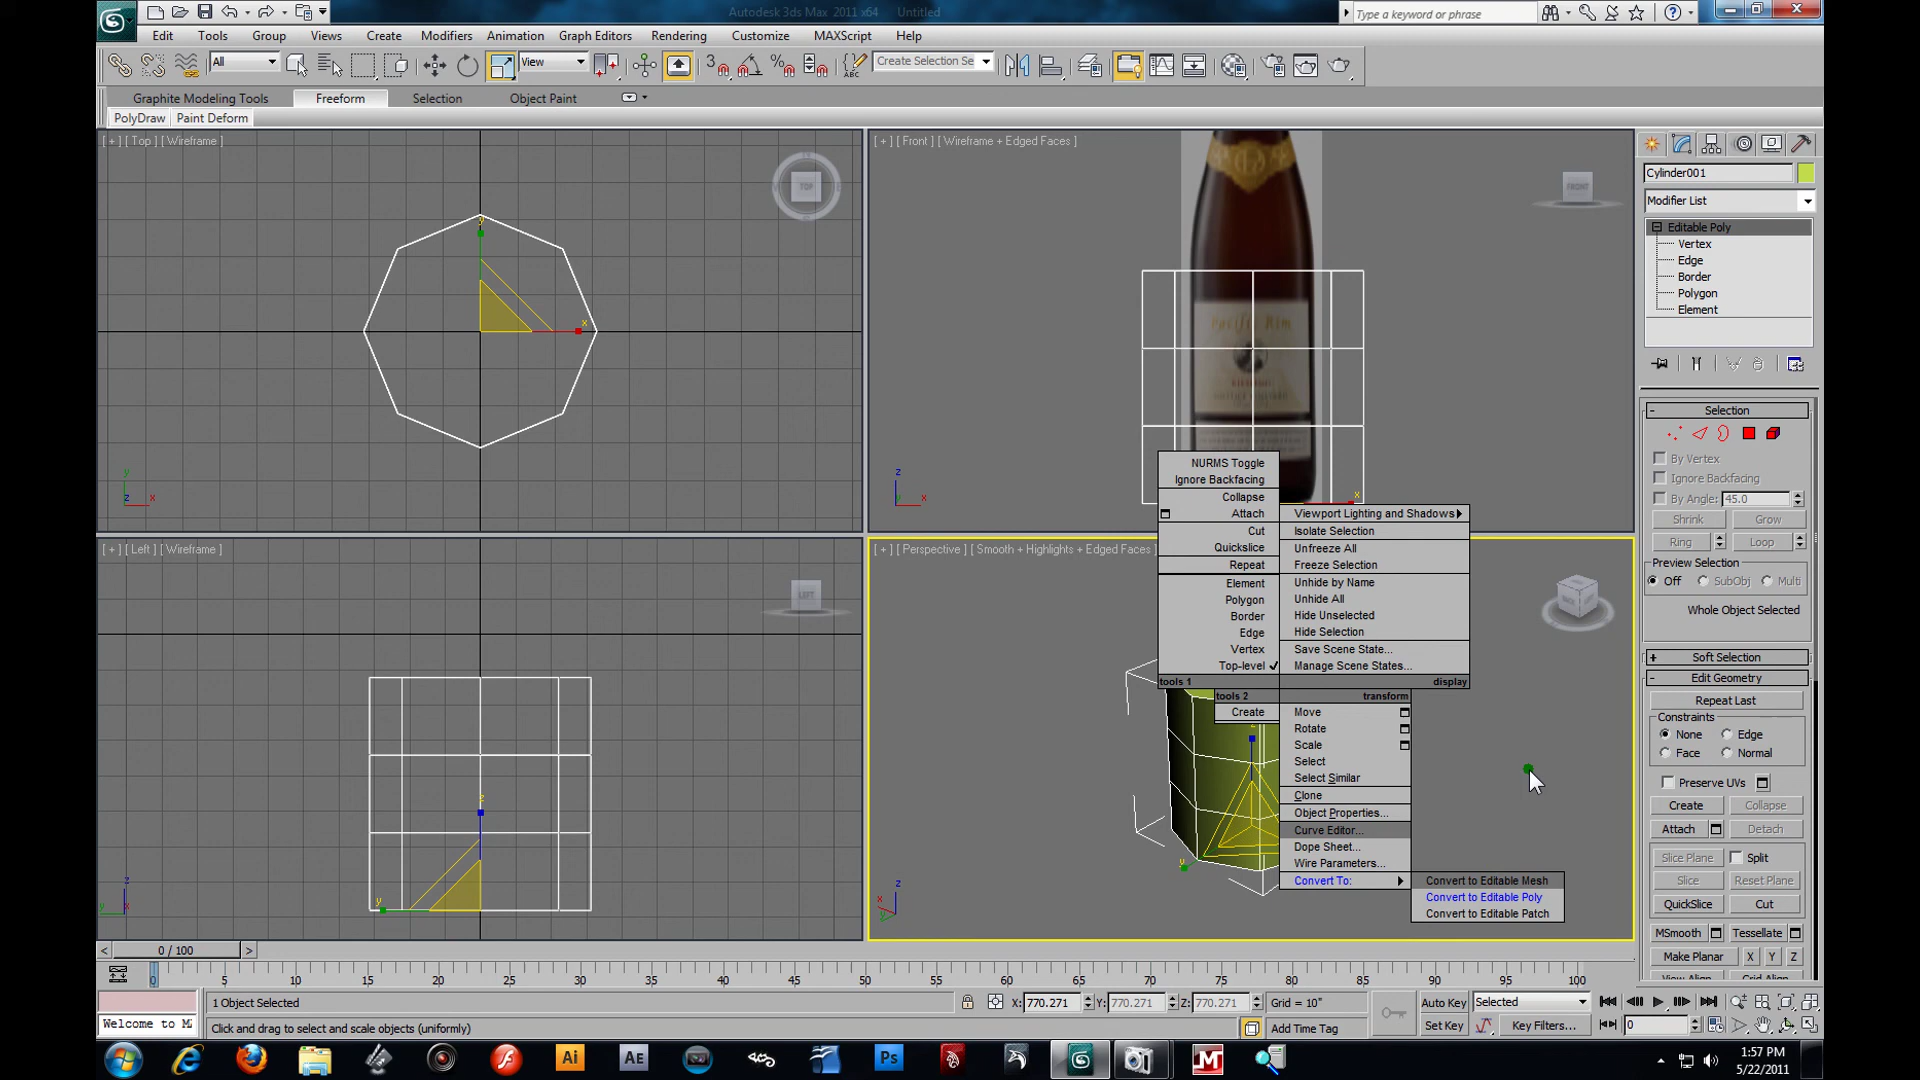 Autodesk 3ds Max 2011 x64 Untitled
Type a keyword or phrase
Edit Tools Group Views Create Modifiers Animation Graph Editors Rendering Customize MAXScript Help
All View Create Selection Se
Graphite Modeling Tools Freeform Selection Object Paint
PolyDraw Paint Deform
[ + ] [ Top ] [ Wireframe ]
TOP
y
x
y
z x
[ + ] [ Front ] [ Wireframe + Edged Faces ]
FRONT
Pacific Rim
x
z
x
[ + ] [ Left ] [ Wireframe ]
LEFT
z
y
z
y
[ + ] [ Perspective ] [ Smooth + Highlights + Edged Faces ]
y
z
x
y
NURMS Toggle
Ignore Backfacing
Collapse
Attach
Cut
Quickslice
Repeat
Element
Polygon
Border
Edge
Vertex
Top-level
tools 1
Viewport Lighting and Shadows
Isolate Selection
Unfreeze All
Freeze Selection
Unhide by Name
Unhide All
Hide Unselected
Hide Selection
Save Scene State...
Manage Scene States...
display
tools 2
Create
transform
Move
Rotate
Scale
Select
Select Similar
Clone
Object Properties...
Curve Editor...
Dope Sheet...
Wire Parameters...
Convert To:
Convert to Editable Mesh
Convert to Editable Poly
Convert to Editable Patch
Cylinder001
Modifier List
Editable Poly
Vertex
Edge
Border
Polygon
Element
Selection
By Vertex
Ignore Backfacing
By Angle: 45.0
Shrink Grow
Ring Loop
Preview Selection
Off SubObj Multi
Whole Object Selected
Soft Selection
Edit Geometry
Repeat Last
Constraints
None Edge
Face Normal
Preserve UVs
Create Collapse
Attach Detach
Slice Plane Split
Slice Reset Plane
QuickSlice Cut
MSmooth Tessellate
Make Planar X Y Z
View Align Grid Align
< 0 / 100 >
0 5 10 15 20 25 30 35 40 45 50 55 60 65 70 75 80 85 90 95 100
1 Object Selected X: 770.271 Y: 770.271 Z: 770.271 Grid = 10" Auto Key Selected
Welcome to MA Click and drag to select and scale objects (uniformly) Add Time Tag Set Key Key Filters... 0
Ai AE Ps
1:57 PM
5/22/2011